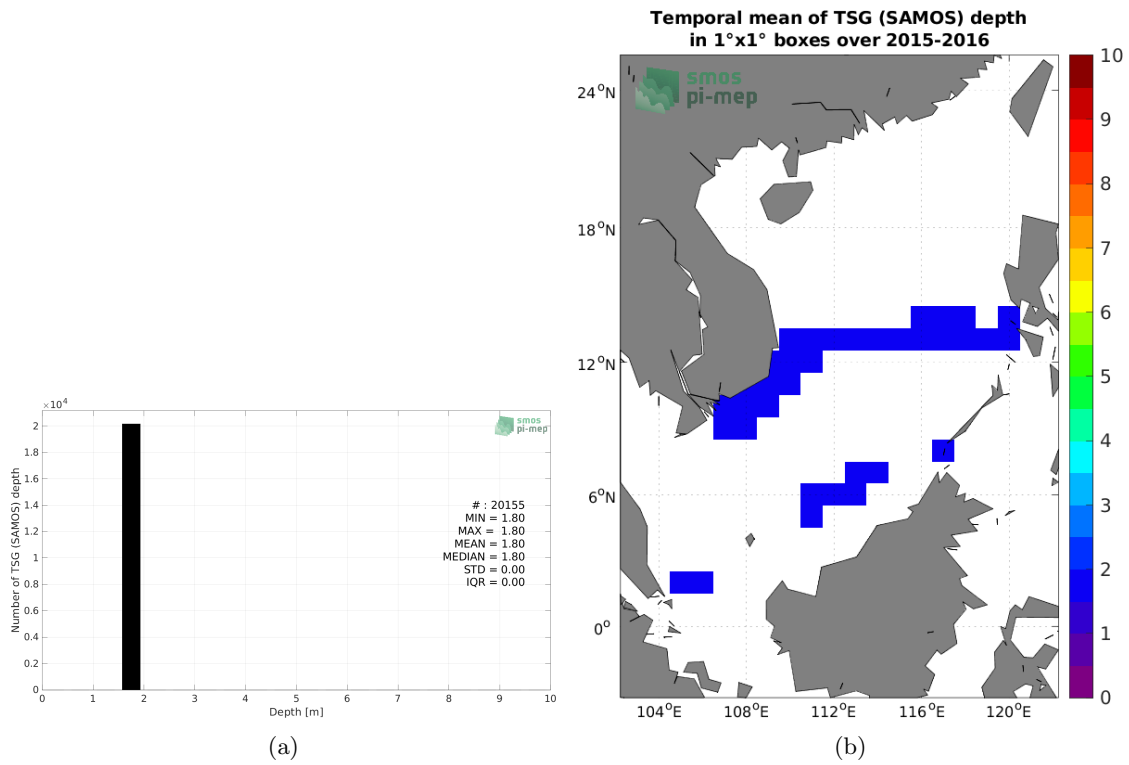 ×10⁴
2
1.8
1.6
1.4
1.2
1
0.8
0.6
0.4
0.2
0
Number of TSG (SAMOS) depth
smos
pi-mep
# : 20155
MIN = 1.80
MAX = 1.80
MEAN = 1.80
MEDIAN = 1.80
STD = 0.00
IQR = 0.00
0 1 2 3 4 5 6 7 8 9 10
Depth [m]
(a)
Temporal mean of TSG (SAMOS) depth
in 1°x1° boxes over 2015-2016
smos
pi-mep
24°N
18°N
12°N
6°N
0°
104°E 108°E 112°E 116°E 120°E
10
9
8
7
6
5
4
3
2
1
0
(b)